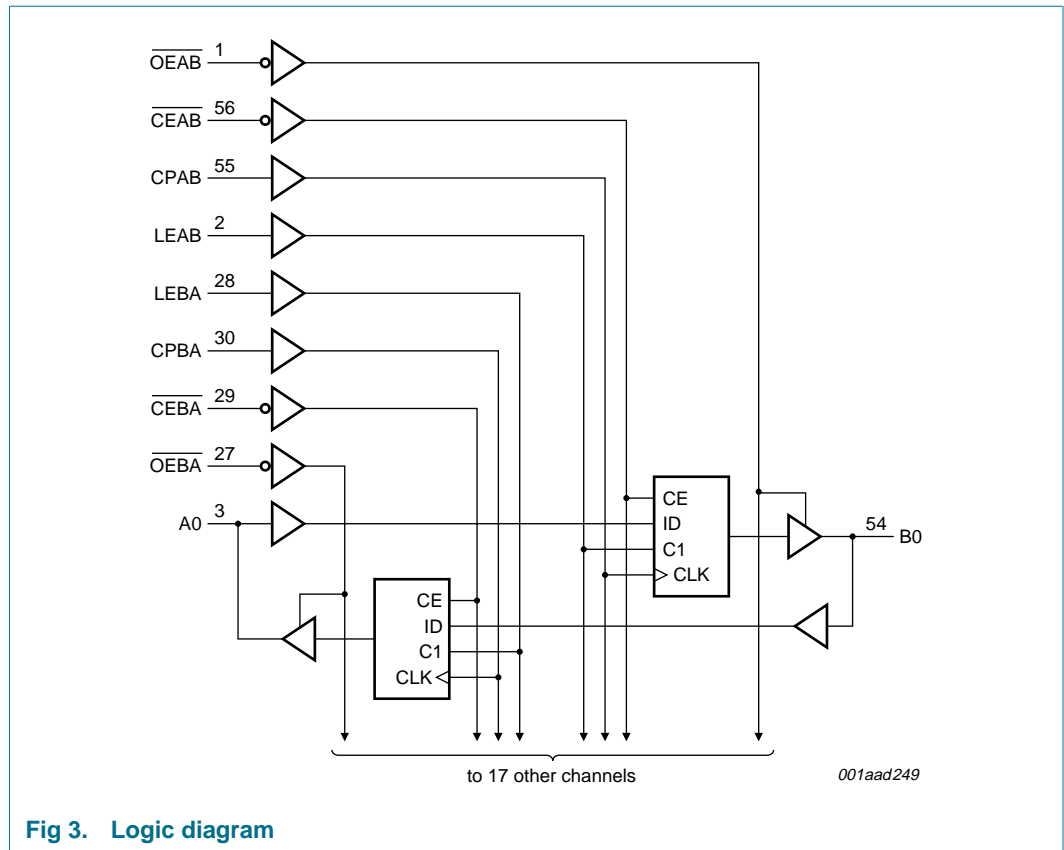 OEAB 1
CEAB 56
CPAB 55
LEAB 2
LEBA 28
CPBA 30
CEBA 29
OEBA 27
A0 3
CE
ID
C1
CLK
54 B0
CE
ID
C1
CLK
to 17 other channels
001aad249
Fig 3. Logic diagram